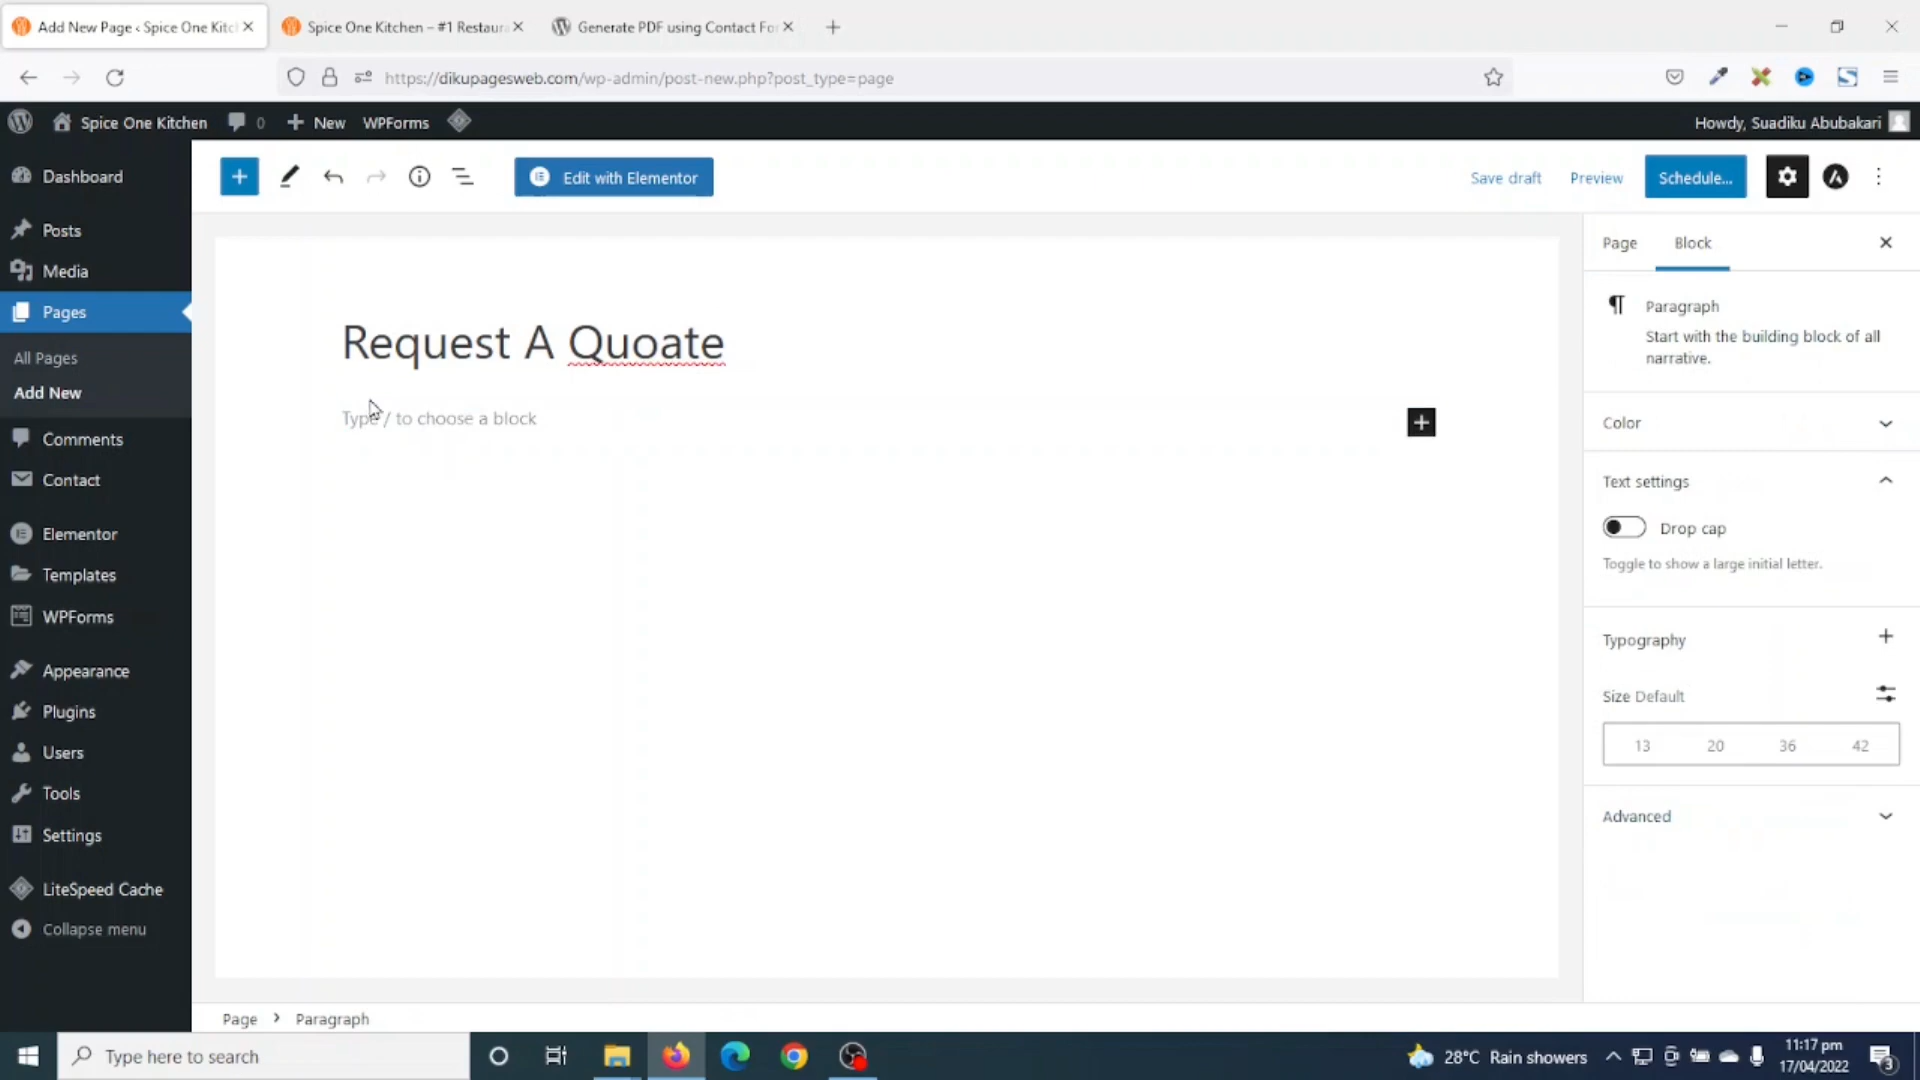 Add New Page ‹ Spice One Kitc
Spice One Kitchen – #1 Restaura
Generate PDF using Contact Fo
https://dikupagesweb.com/wp-admin/post-new.php?post_type=page
Spice One Kitchen
0
New
WPForms
Howdy, Suadiku Abubakari
Dashboard
Posts
Media
Pages
All Pages
Add New
Comments
Contact
Elementor
Templates
WPForms
Appearance
Plugins
Users
Tools
Settings
LiteSpeed Cache
Collapse menu
Edit with Elementor
Save draft
Preview
Schedule...
Request A Quoate
Type / to choose a block
Page
Block
Paragraph
Start with the building block of all
narrative.
Color
Text settings
Drop cap
Toggle to show a large initial letter.
Typography
Size Default
13 20 36 42
Advanced
Page > Paragraph
Type here to search
28°C Rain showers
11:17 pm
17/04/2022
3